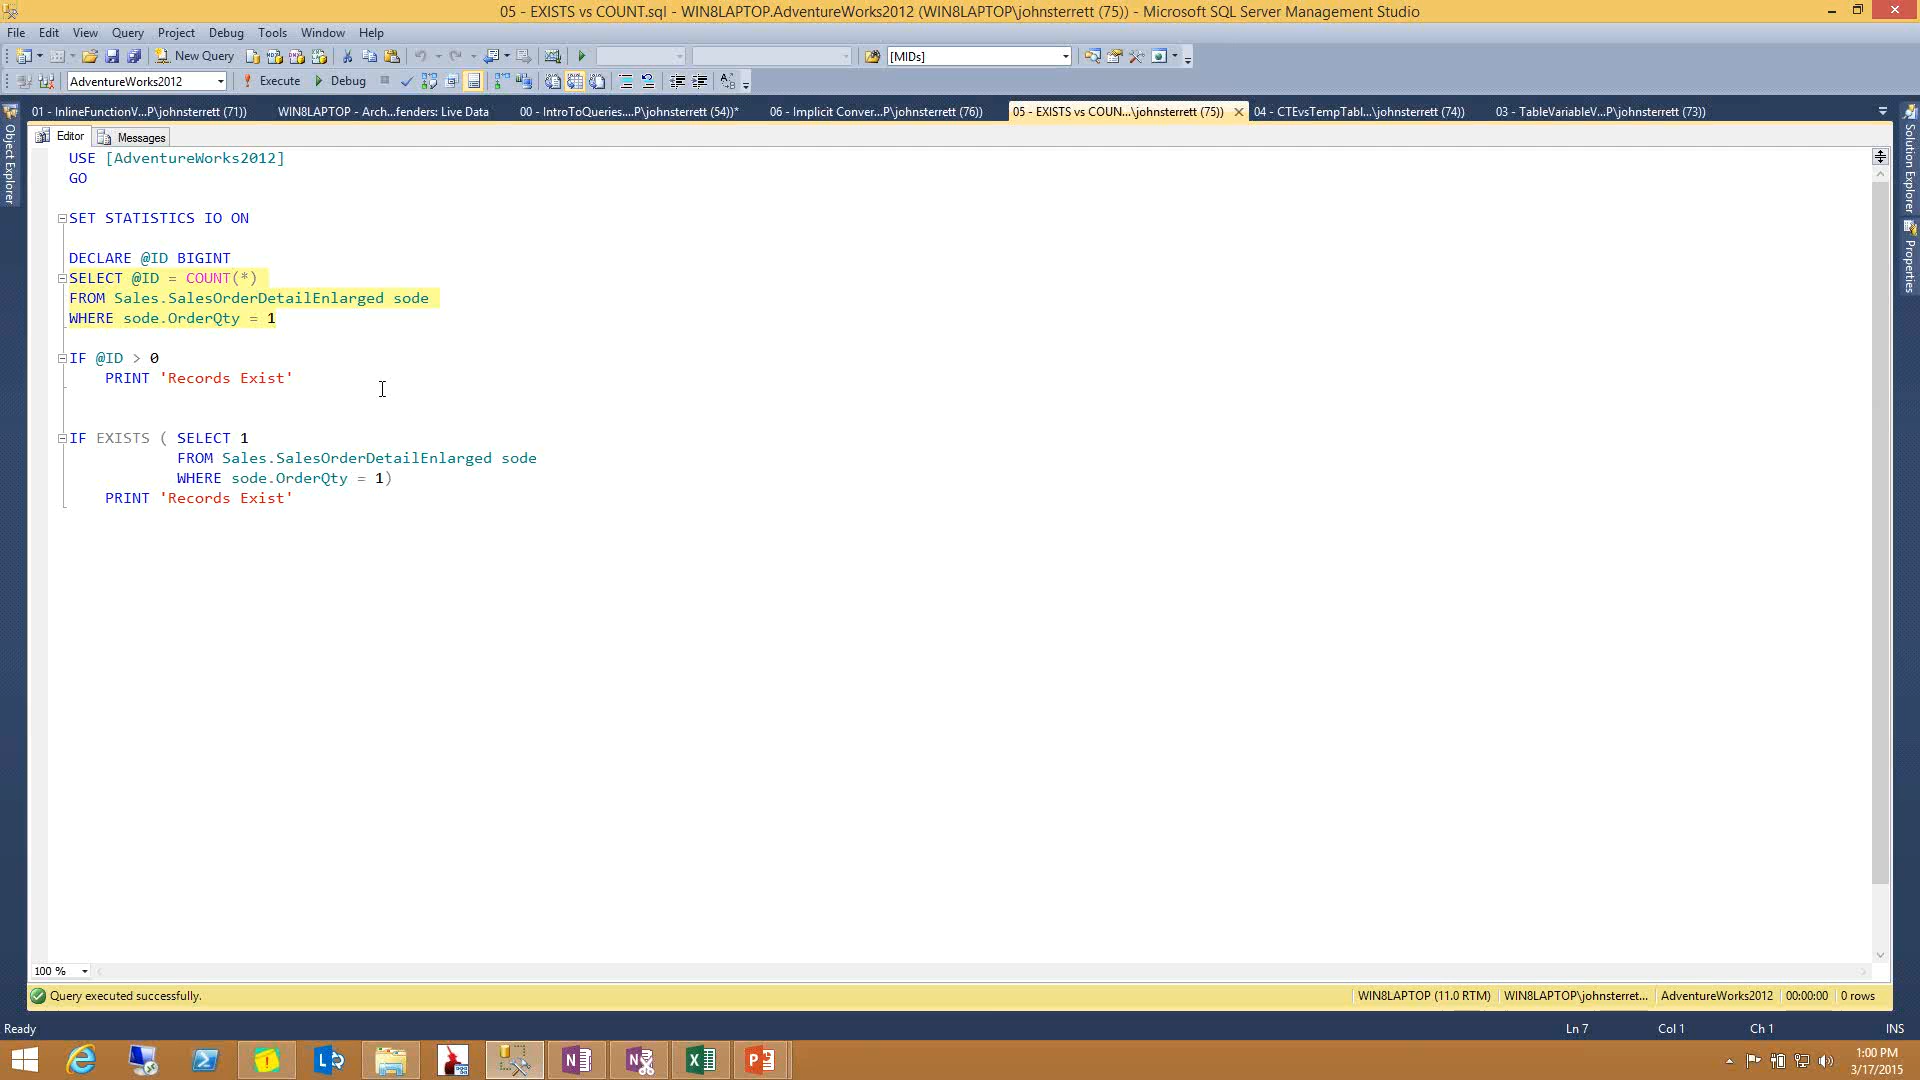 05 - EXISTS vs COUNT.sql - WIN8LAPTOP.AdventureWorks2012 (WIN8LAPTOP\johnsterrett (75)) - Microsoft SQL Server Management Studio
File Edit View Query Project Debug Tools Window Help
New Query [MIDs]
AdventureWorks2012 Execute Debug
01 - InlineFunctionV...P\johnsterrett (71)) WIN8LAPTOP - Arch...fenders: Live Data 00 - IntroToQueries....P\johnsterrett (54))* 06 - Implicit Conver...P\johnsterrett (76)) 05 - EXISTS vs COUN...\johnsterrett (75)) 04 - CTEvsTempTabl...\johnsterrett (74)) 03 - TableVariableV...P\johnsterrett (73))
Object Explorer
Editor Messages
Solution Explorer
Properties
USE [AdventureWorks2012]
GO
SET STATISTICS IO ON
DECLARE @ID BIGINT
SELECT @ID = COUNT(*)
FROM Sales.SalesOrderDetailEnlarged sode
WHERE sode.OrderQty = 1
IF @ID > 0
PRINT 'Records Exist'
IF EXISTS ( SELECT 1
FROM Sales.SalesOrderDetailEnlarged sode
WHERE sode.OrderQty = 1)
PRINT 'Records Exist'
100 %
Query executed successfully. WIN8LAPTOP (11.0 RTM) WIN8LAPTOP\johnsterret... AdventureWorks2012 00:00:00 0 rows
Ready Ln 7 Col 1 Ch 1 INS
1:00 PM
3/17/2015